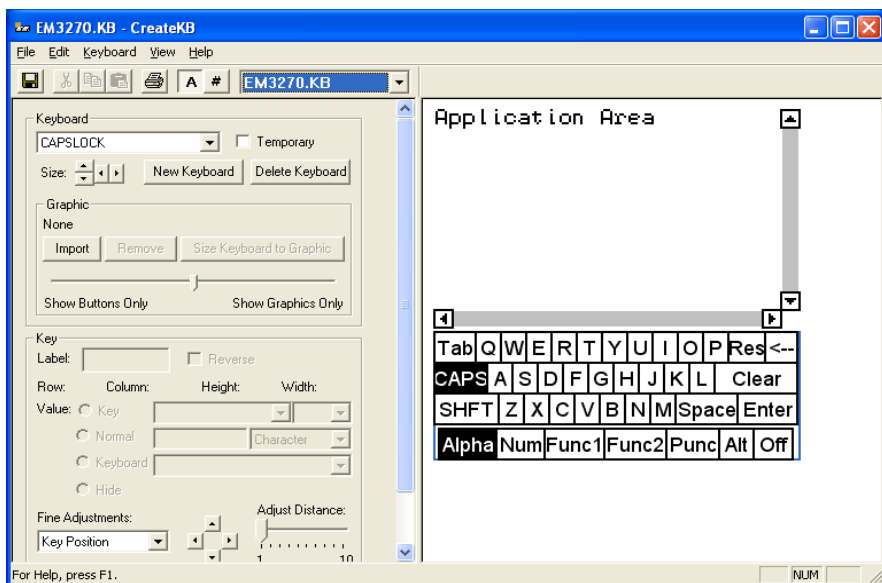 EM3270.KB - CreateKB
File Edit Keyboard View Help
A # EM3270.KB
Keyboard
CAPSLOCK Temporary
Size: New Keyboard Delete Keyboard
Graphic
None
Import Remove Size Keyboard to Graphic
Show Buttons Only Show Graphics Only
Key
Label: Reverse
Row: Column: Height: Width:
Value: Key
Normal Character
Keyboard
Hide
Fine Adjustments: Adjust Distance:
Key Position
1 10
Application Area
Tab Q W E R T Y U I O P Res <--
CAPS A S D F G H J K L Clear
SHFT Z X C V B N M Space Enter
Alpha Num Func1 Func2 Punc Alt Off
For Help, press F1. NUM